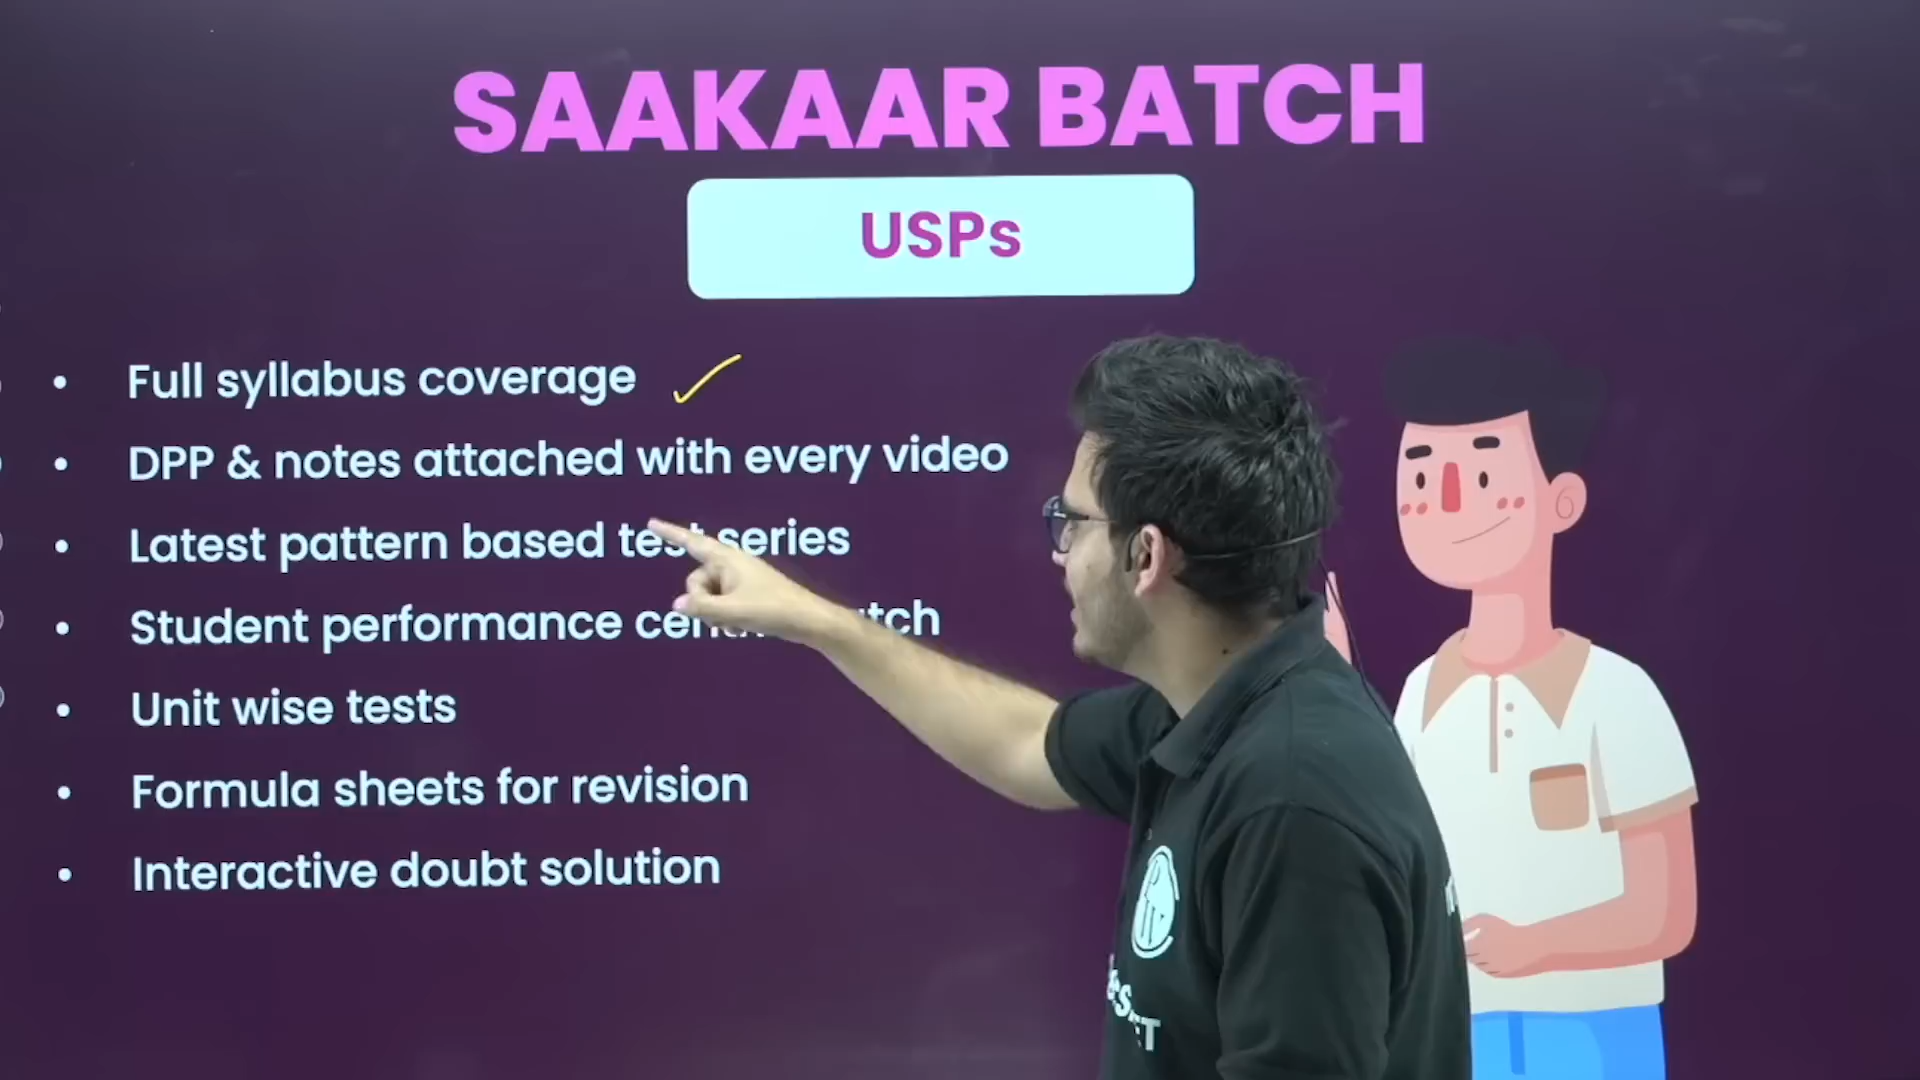 SAAKAAR BATCH
USPs
• Full syllabus coverage
• DPP & notes attached with every video
• Latest pattern based test series
• Student performance
• Unit wise tests
• Formula sheets for revision
• Interactive doubt solution